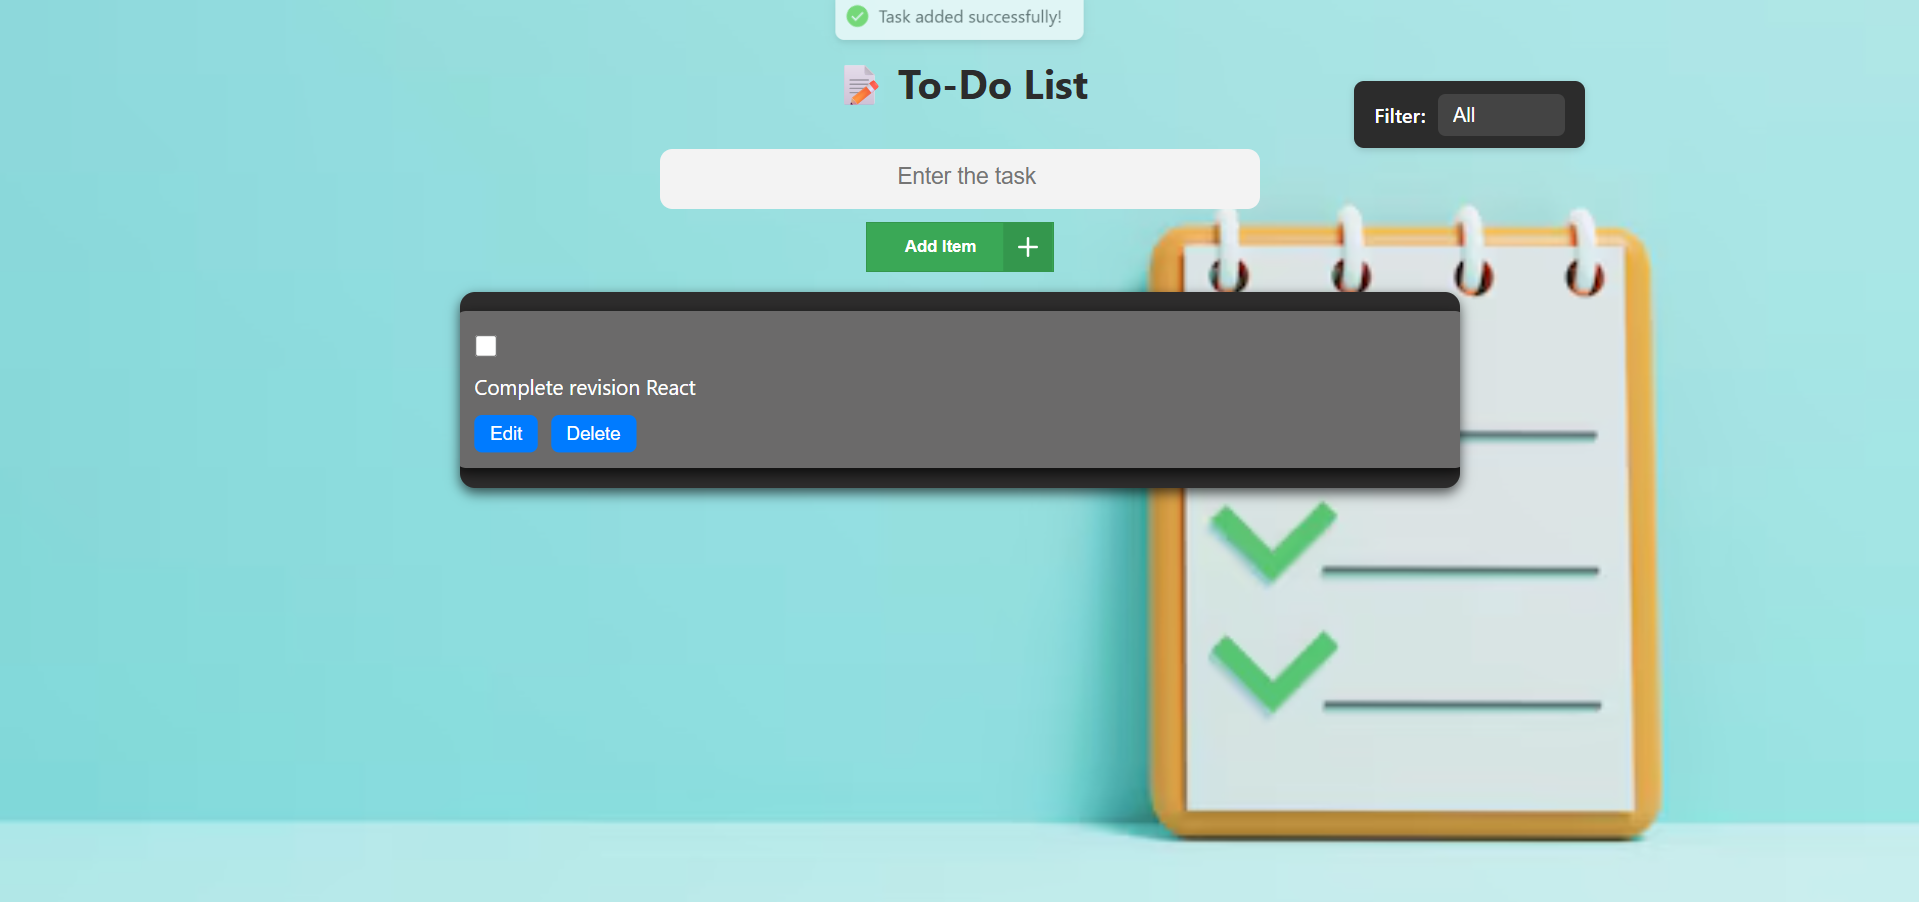 Task added successfully!
To-Do List
Filter: All
Enter the task
Add Item +
Complete revision React
Edit Delete